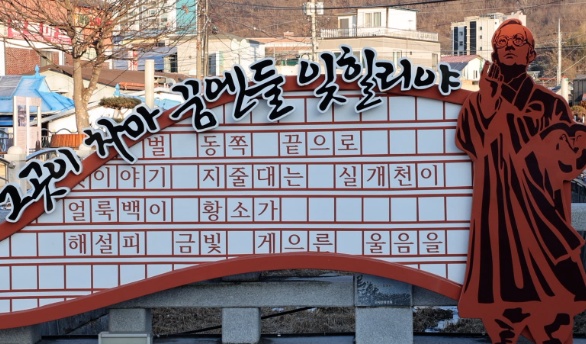 그곳이 차마 꿈엔들 잊힐리야
벌 동쪽 끝으로
이야기 지줄대는 실개천이
얼룩백이 황소가
해설피 금빛 게으른 울음을